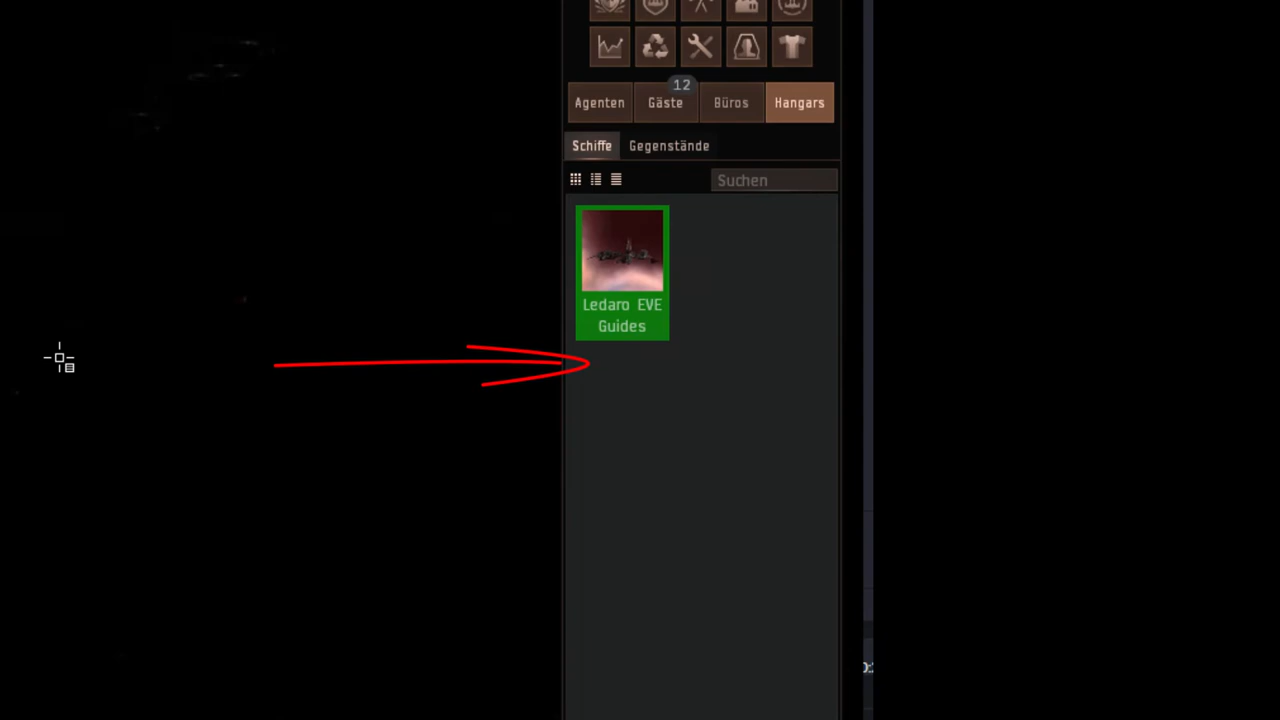 12
Agenten Gäste Büros Hangars
Schiffe Gegenstände
Suchen
Ledaro EVE
Guides